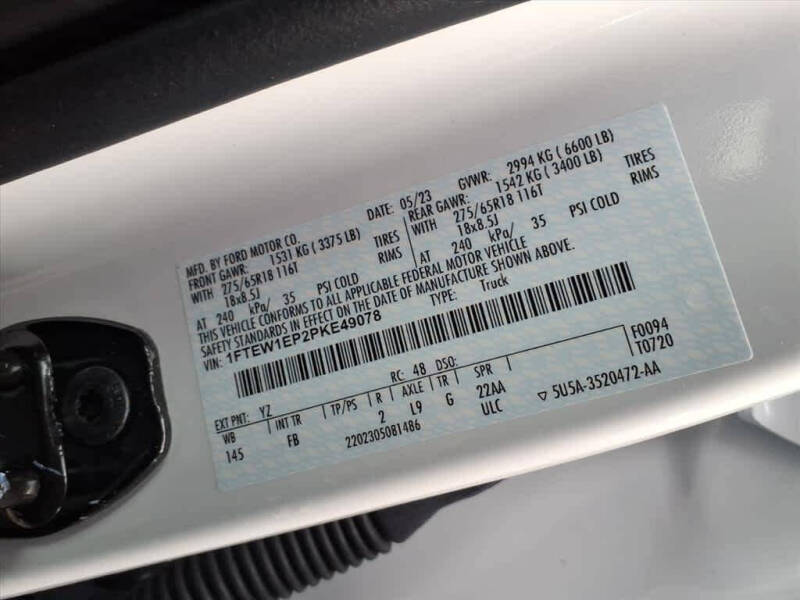 MFD. BY FORD MOTOR CO.
DATE: 05/23 GVWR: 2994 KG ( 6600 LB)
FRONT GAWR: 1531 KG ( 3375 LB) REAR GAWR: 1542 KG ( 3400 LB)
WITH 275/65R18 116T TIRES WITH 275/65R18 116T TIRES
18x8.5J RIMS 18x8.5J RIMS
AT 240 kPa/ 35 PSI COLD AT 240 kPa/ 35 PSI COLD
THIS VEHICLE CONFORMS TO ALL APPLICABLE FEDERAL MOTOR VEHICLE
SAFETY STANDARDS IN EFFECT ON THE DATE OF MANUFACTURE SHOWN ABOVE.
VIN: 1FTEW1EP2PKE49078 TYPE: Truck
F0094
T0720
EXT PNT: YZ RC: 48 DSO:
WB INT TR TP/PS R AXLE TR SPR
145 FB 2 L9 G 22AA
2202305081486 ULC ▽ 5U5A-3520472-AA